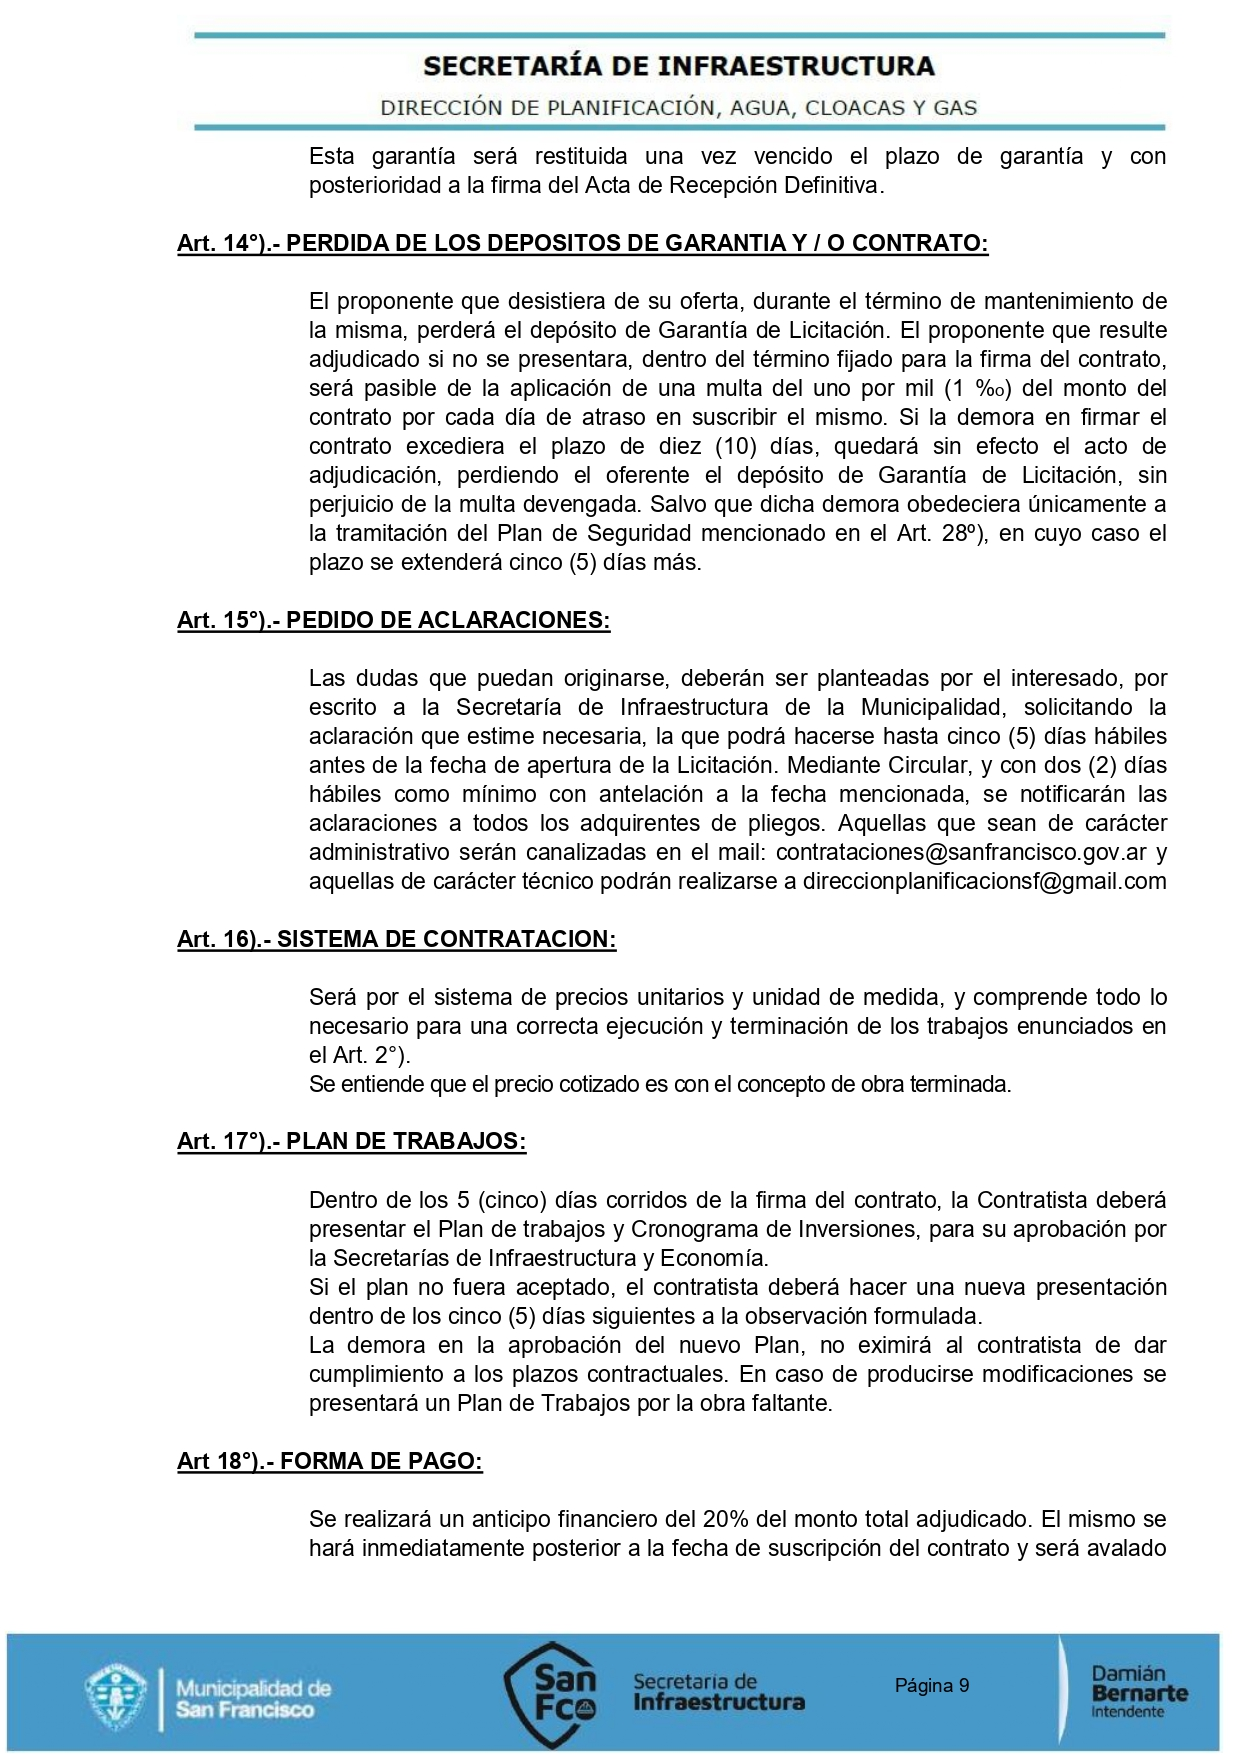 SECRETARÍA DE INFRAESTRUCTURA
DIRECCIÓN DE PLANIFICACIÓN, AGUA, CLOACAS Y GAS
Esta garantía será restituida una vez vencido el plazo de garantía y con
posterioridad a la firma del Acta de Recepción Definitiva.
Art. 14°).- PERDIDA DE LOS DEPOSITOS DE GARANTIA Y / O CONTRATO:
El proponente que desistiera de su oferta, durante el término de mantenimiento de
la misma, perderá el depósito de Garantía de Licitación. El proponente que resulte
adjudicado si no se presentara, dentro del término fijado para la firma del contrato,
será pasible de la aplicación de una multa del uno por mil (1 %o) del monto del
contrato por cada día de atraso en suscribir el mismo. Si la demora en firmar el
contrato excediera el plazo de diez (10) días, quedará sin efecto el acto de
adjudicación, perdiendo el oferente el depósito de Garantía de Licitación, sin
perjuicio de la multa devengada. Salvo que dicha demora obedeciera únicamente a
la tramitación del Plan de Seguridad mencionado en el Art. 28º), en cuyo caso el
plazo se extenderá cinco (5) días más.
Art. 15°).- PEDIDO DE ACLARACIONES:
Las dudas que puedan originarse, deberán ser planteadas por el interesado, por
escrito a la Secretaría de Infraestructura de la Municipalidad, solicitando la
aclaración que estime necesaria, la que podrá hacerse hasta cinco (5) días hábiles
antes de la fecha de apertura de la Licitación. Mediante Circular, y con dos (2) días
hábiles como mínimo con antelación a la fecha mencionada, se notificarán las
aclaraciones a todos los adquirentes de pliegos. Aquellas que sean de carácter
administrativo serán canalizadas en el mail: contrataciones@sanfrancisco.gov.ar y
aquellas de carácter técnico podrán realizarse a direccionplanificacionsf@gmail.com
Art. 16).- SISTEMA DE CONTRATACION:
Será por el sistema de precios unitarios y unidad de medida, y comprende todo lo
necesario para una correcta ejecución y terminación de los trabajos enunciados en
el Art. 2°).
Se entiende que el precio cotizado es con el concepto de obra terminada.
Art. 17°).- PLAN DE TRABAJOS:
Dentro de los 5 (cinco) días corridos de la firma del contrato, la Contratista deberá
presentar el Plan de trabajos y Cronograma de Inversiones, para su aprobación por
la Secretarías de Infraestructura y Economía.
Si el plan no fuera aceptado, el contratista deberá hacer una nueva presentación
dentro de los cinco (5) días siguientes a la observación formulada.
La demora en la aprobación del nuevo Plan, no eximirá al contratista de dar
cumplimiento a los plazos contractuales. En caso de producirse modificaciones se
presentará un Plan de Trabajos por la obra faltante.
Art 18°).- FORMA DE PAGO:
Se realizará un anticipo financiero del 20% del monto total adjudicado. El mismo se
hará inmediatamente posterior a la fecha de suscripción del contrato y será avalado
Municipalidad de
San Francisco
San
Fco
Secretaría de
Infraestructura
Página 9
Damián
Bernarte
Intendente